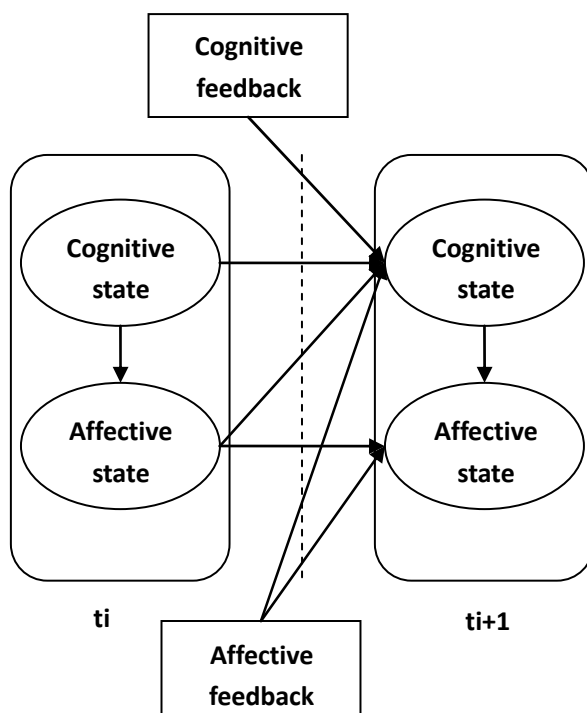 Cognitive
feedback
Cognitive
state
Cognitive
state
Affective
state
Affective
state
ti
ti+1
Affective
feedback